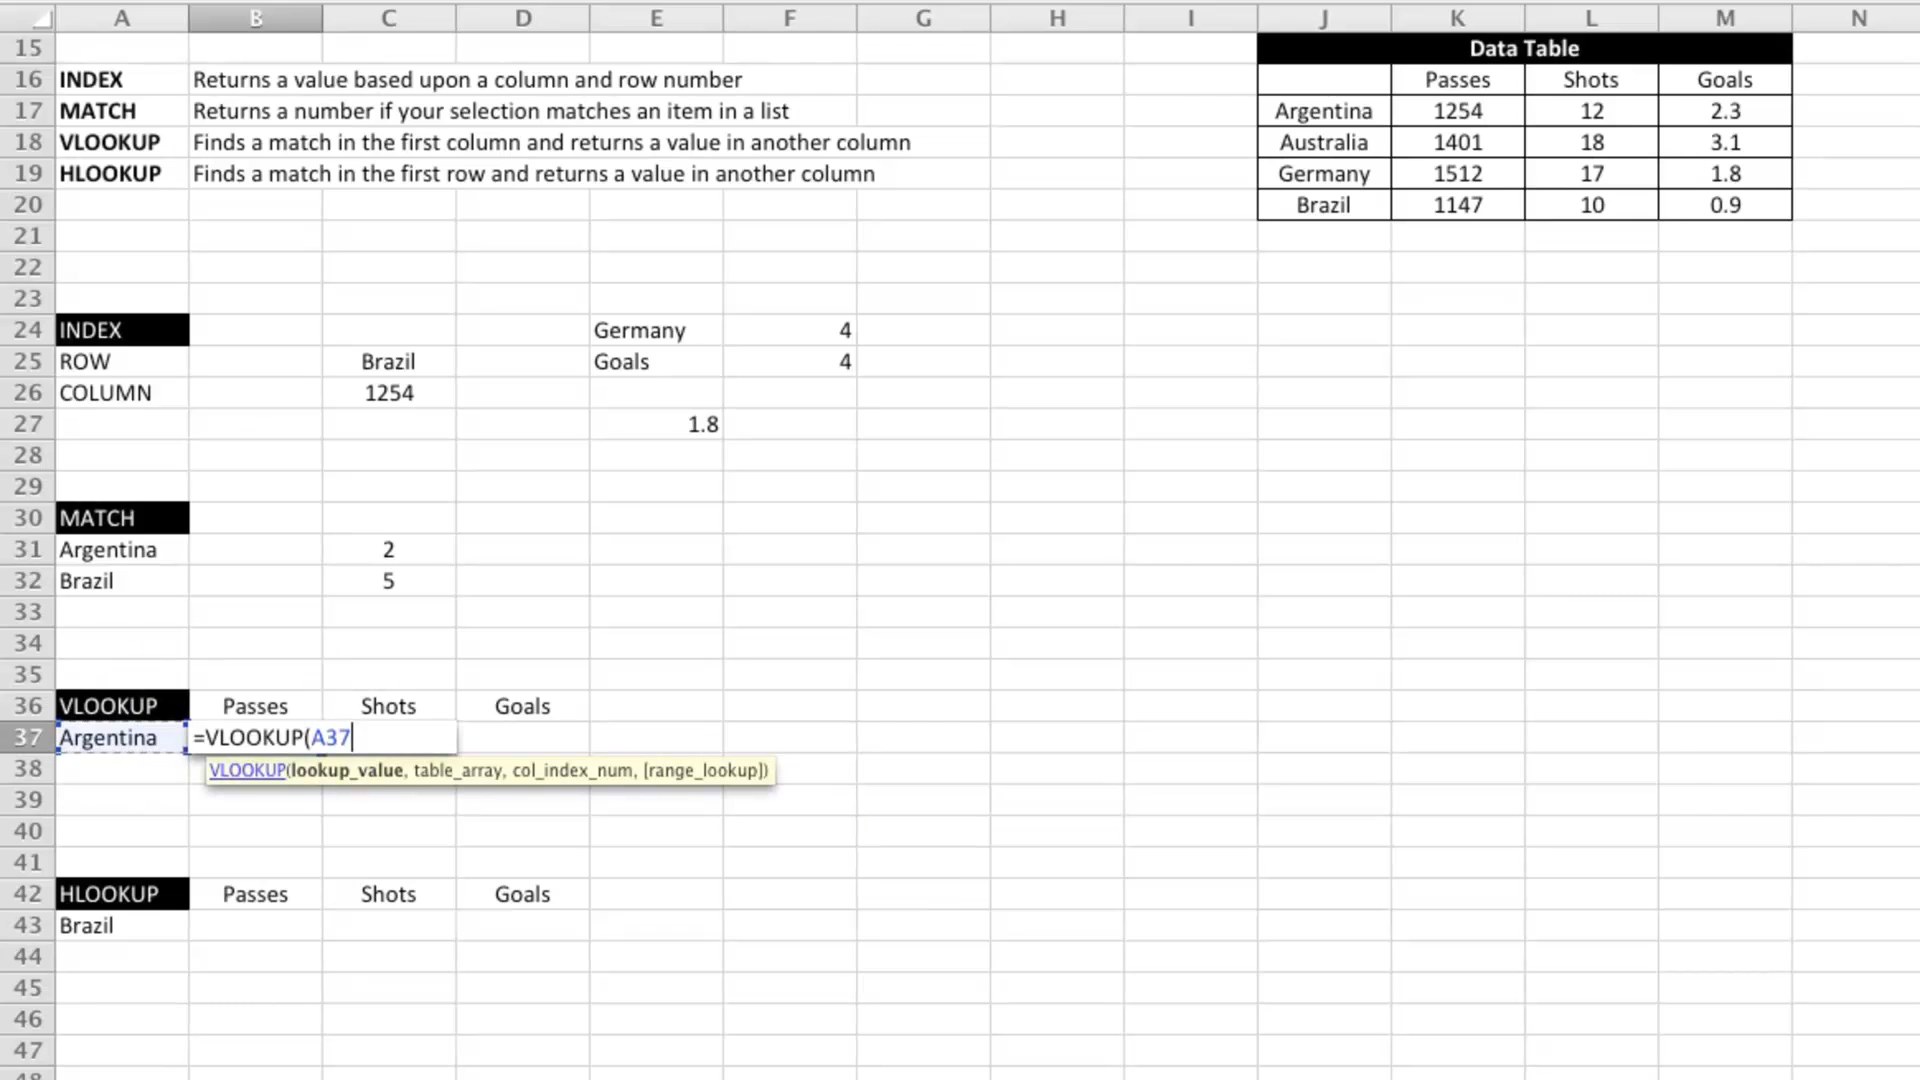 A B C D E F G H I J K L M N
15 Data Table
16 INDEX Returns a value based upon a column and row number Passes Shots Goals
17 MATCH Returns a number if your selection matches an item in a list Argentina 1254 12 2.3
18 VLOOKUP Finds a match in the first column and returns a value in another column Australia 1401 18 3.1
19 HLOOKUP Finds a match in the first row and returns a value in another column Germany 1512 17 1.8
20 Brazil 1147 10 0.9
21
22
23
24 INDEX Germany 4
25 ROW Brazil Goals 4
26 COLUMN 1254
27 1.8
28
29
30 MATCH
31 Argentina 2
32 Brazil 5
33
34
35
36 VLOOKUP Passes Shots Goals
37 Argentina =VLOOKUP(A37
38 VLOOKUP(lookup_value, table_array, col_index_num, [range_lookup])
39
40
41
42 HLOOKUP Passes Shots Goals
43 Brazil
44
45
46
47
48